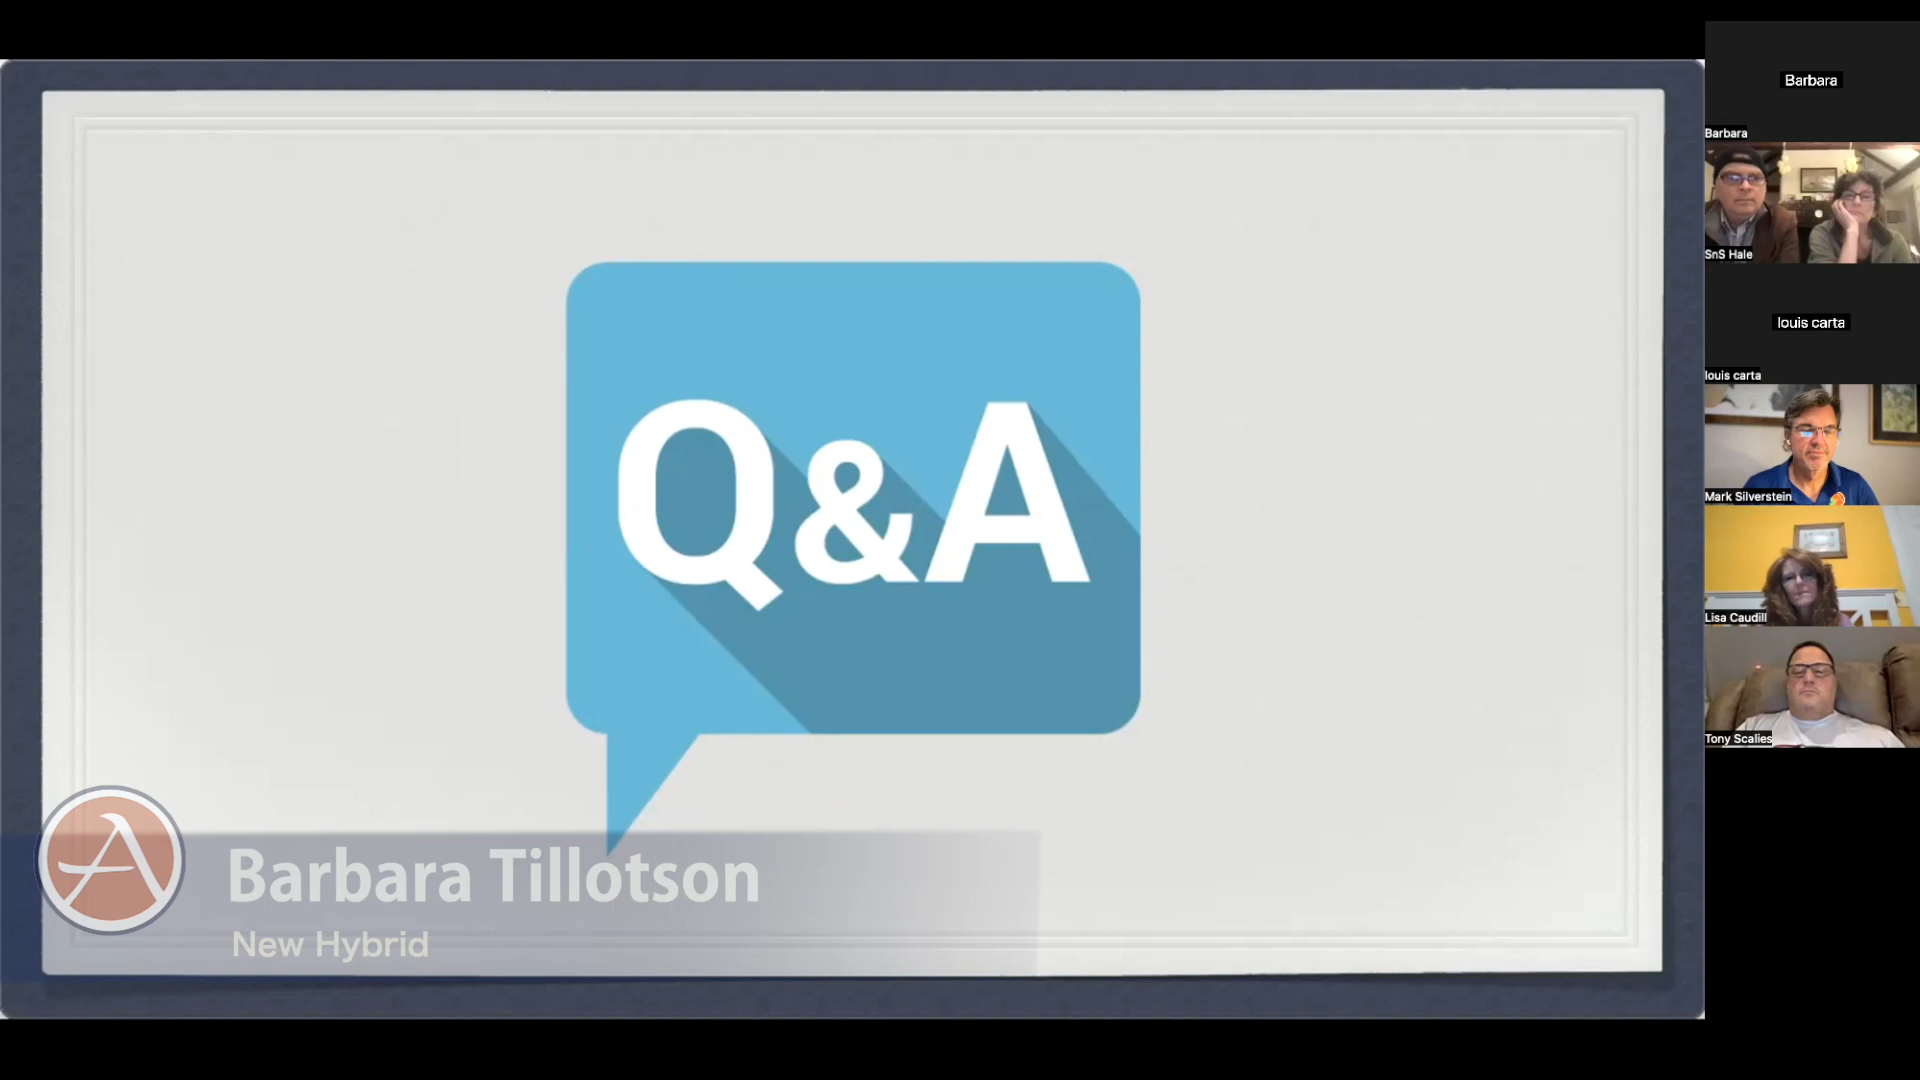 Q&A
Barbara Tillotson
New Hybrid
Barbara
Barbara
SnS Hale
louis carta
louis carta
Mark Silverstein
Lisa Caudill
Tony Scalies